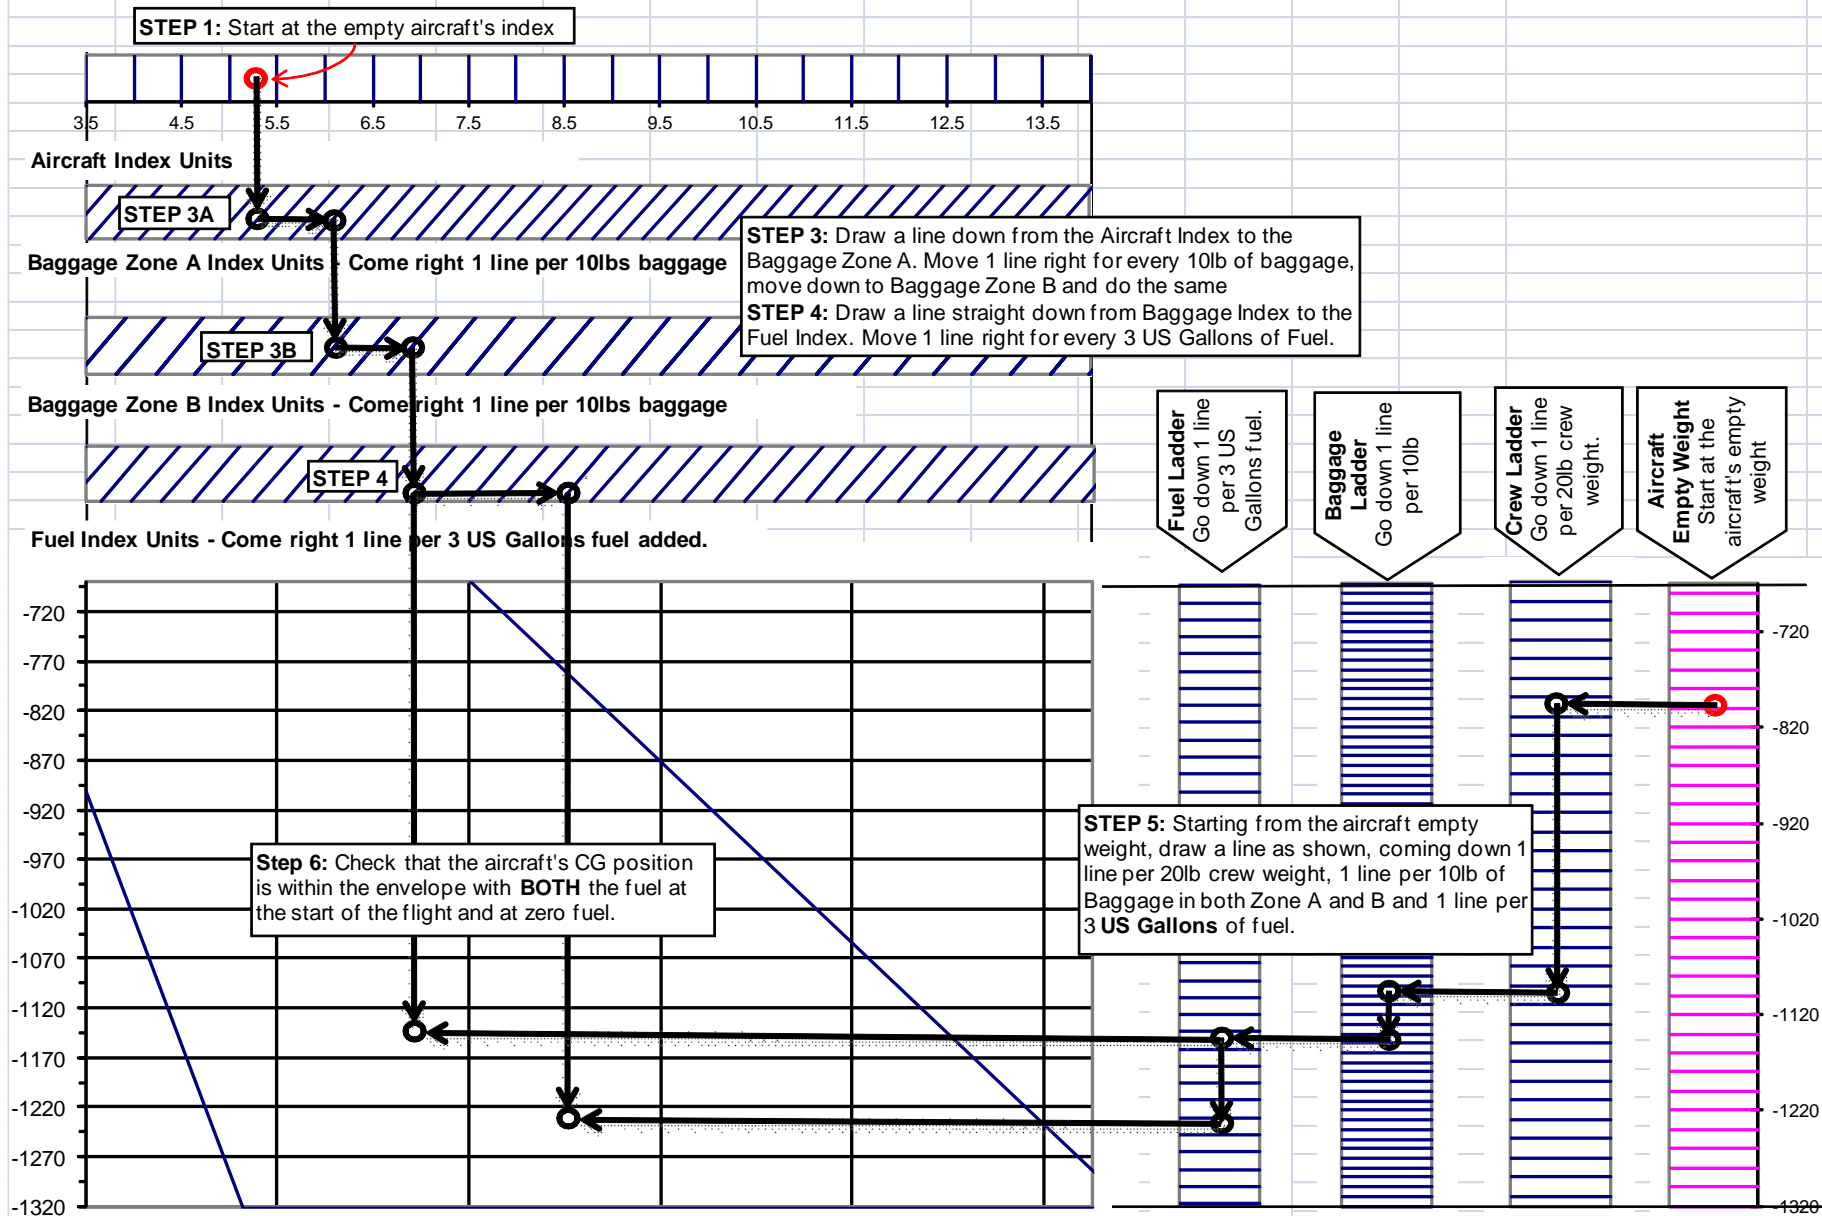 STEP 1: Start at the empty aircraft's index
3.5 4.5 5.5 6.5 7.5 8.5 9.5 10.5 11.5 12.5 13.5
Aircraft Index Units
STEP 3A
Baggage Zone A Index Units - Come right 1 line per 10lbs baggage
STEP 3: Draw a line down from the Aircraft Index to the
Baggage Zone A. Move 1 line right for every 10lb of baggage,
move down to Baggage Zone B and do the same
STEP 4: Draw a line straight down from Baggage Index to the
Fuel Index. Move 1 line right for every 3 US Gallons of Fuel.
STEP 3B
Baggage Zone B Index Units - Come right 1 line per 10lbs baggage
STEP 4
Fuel Index Units - Come right 1 line per 3 US Gallons fuel added.
Fuel Ladder
Go down 1 line
per 3 US
Gallons fuel.
Baggage
Ladder
Go down 1 line
per 10lb
Crew Ladder
Go down 1 line
per 20lb crew
weight.
Aircraft
Empty Weight
Start at the
aircraft's empty
weight
-720
-770
-820
-870
-920
-970
-1020
-1070
-1120
-1170
-1220
-1270
-1320
Step 6: Check that the aircraft's CG position
is within the envelope with BOTH the fuel at
the start of the flight and at zero fuel.
STEP 5: Starting from the aircraft empty
weight, draw a line as shown, coming down 1
line per 20lb crew weight, 1 line per 10lb of
Baggage in both Zone A and B and 1 line per
3 US Gallons of fuel.
-720
-820
-920
-1020
-1120
-1220
-1320